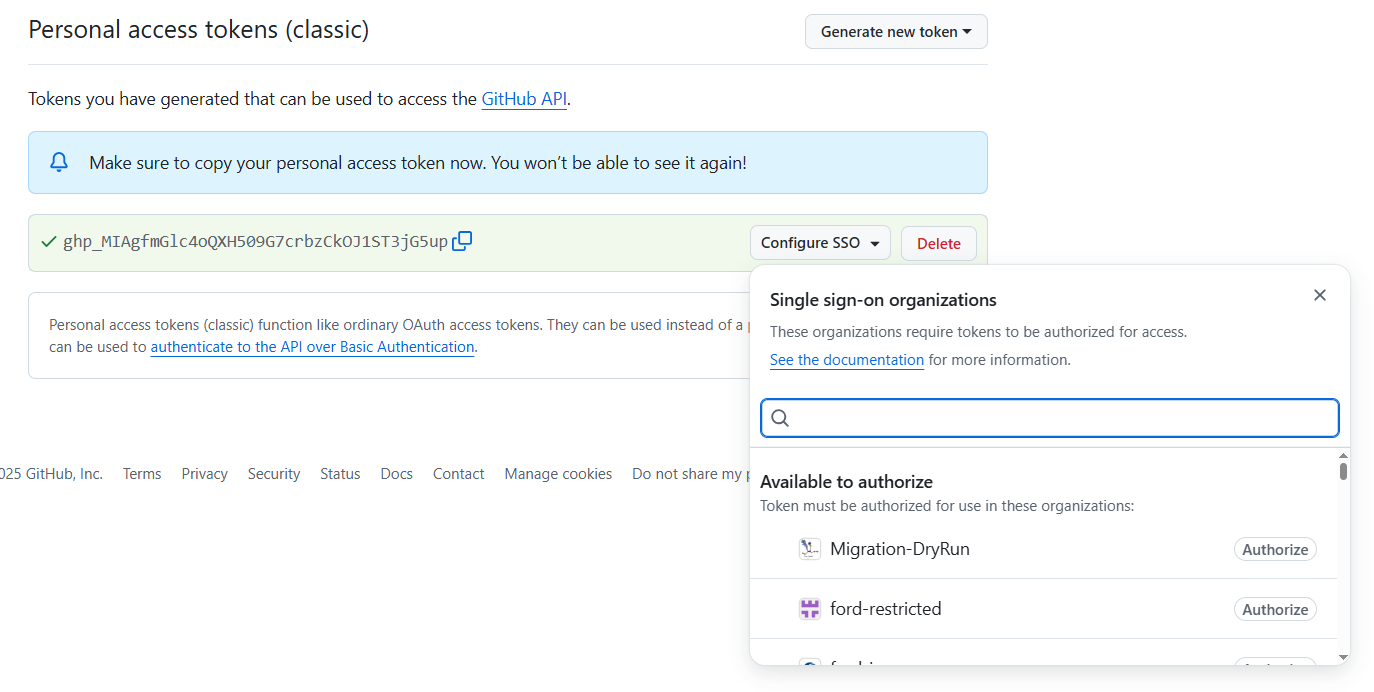 Personal access tokens (classic)
Generate new token
Tokens you have generated that can be used to access the GitHub API.
Make sure to copy your personal access token now. You won't be able to see it again!
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
Configure SSO
Delete
Single sign-on organizations
These organizations require tokens to be authorized for access.
See the documentation for more information.
Personal access tokens (classic) function like ordinary OAuth access tokens. They can be used instead of a
can be used to authenticate to the API over Basic Authentication.
Available to authorize
Token must be authorized for use in these organizations:
Migration-DryRun
Authorize
ford-restricted
Authorize
025 GitHub, Inc. Terms Privacy Security Status Docs Contact Manage cookies Do not share my